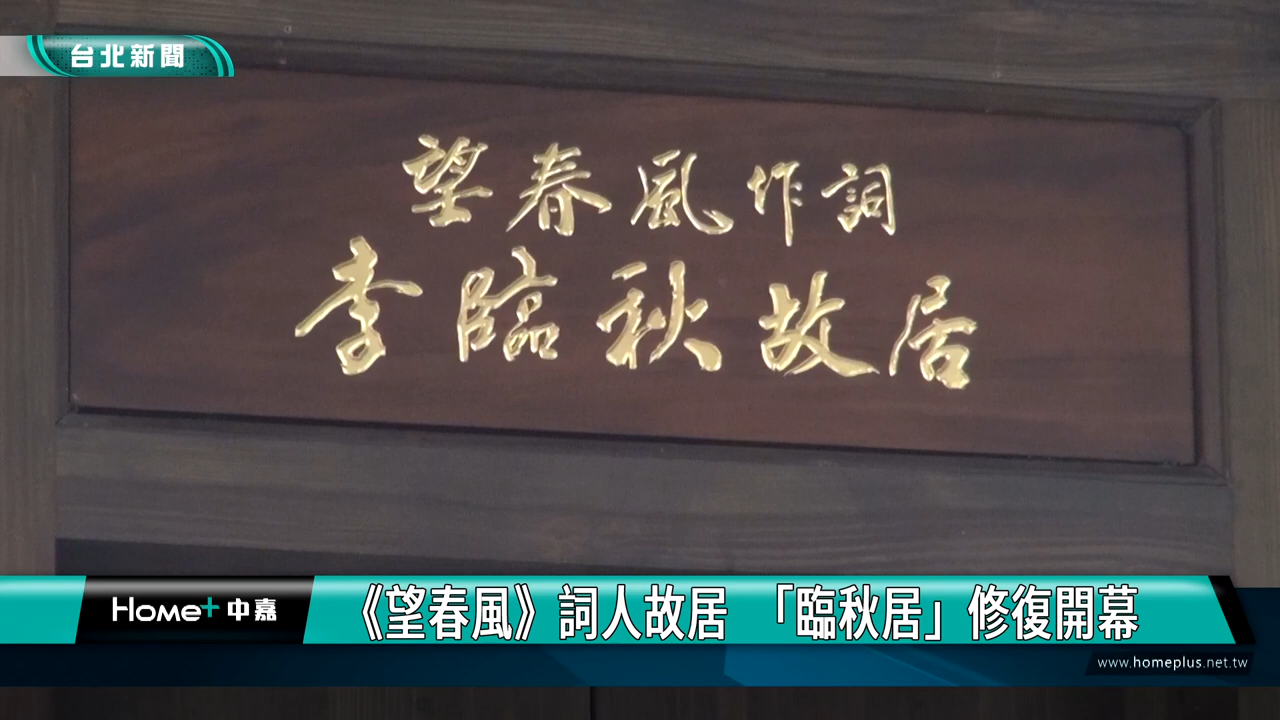 台北新聞
望春風作詞
李臨秋故居
Home+中嘉
《望春風》詞人故居 「臨秋居」修復開幕
www.homeplus.net.tw